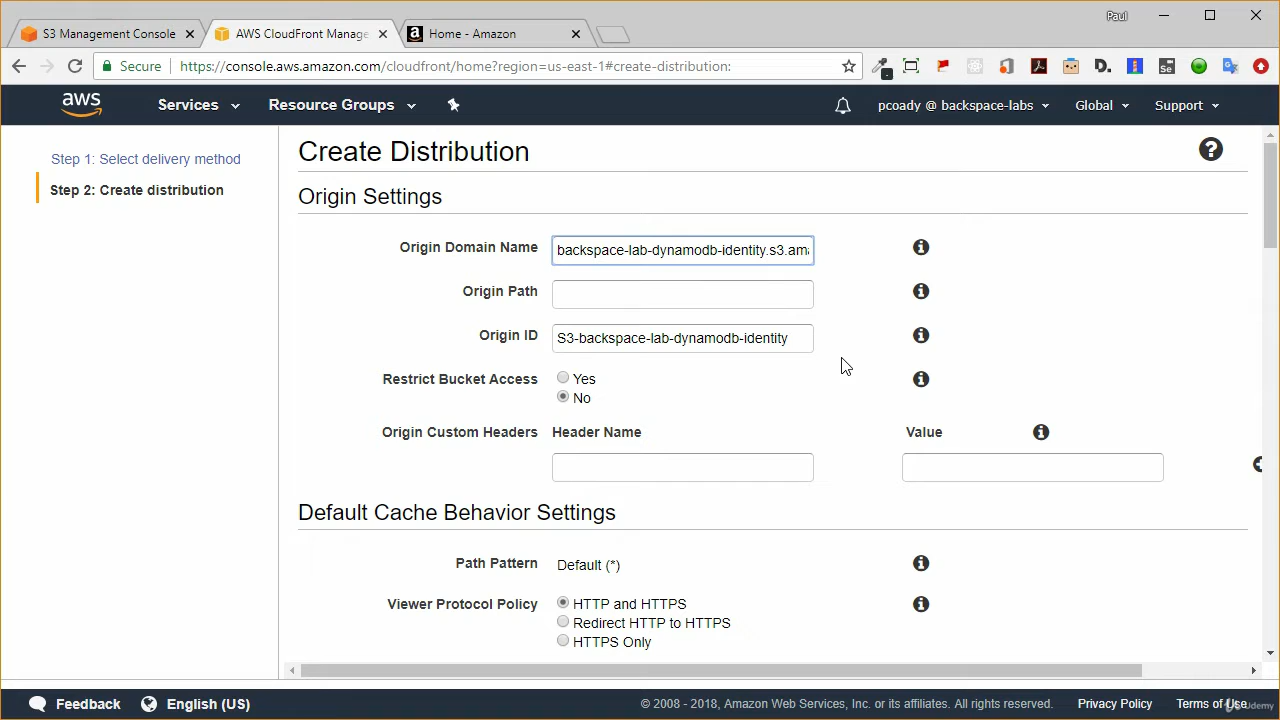 Paul
S3 Management Console
AWS CloudFront Manage
Home - Amazon
Secure
https://console.aws.amazon.com/cloudfront/home?region=us-east-1#create-distribution:
aws
Services
Resource Groups
pcoady @ backspace-labs
Global
Support
Step 1: Select delivery method
Step 2: Create distribution
Create Distribution
Origin Settings
Origin Domain Name
backspace-lab-dynamodb-identity.s3.ama
Origin Path
Origin ID
S3-backspace-lab-dynamodb-identity
Restrict Bucket Access
Yes
No
Origin Custom Headers
Header Name
Value
Default Cache Behavior Settings
Path Pattern
Default (*)
Viewer Protocol Policy
HTTP and HTTPS
Redirect HTTP to HTTPS
HTTPS Only
Feedback
English (US)
© 2008 - 2018, Amazon Web Services, Inc. or its affiliates. All rights reserved.
Privacy Policy
Terms of Use
Udemy